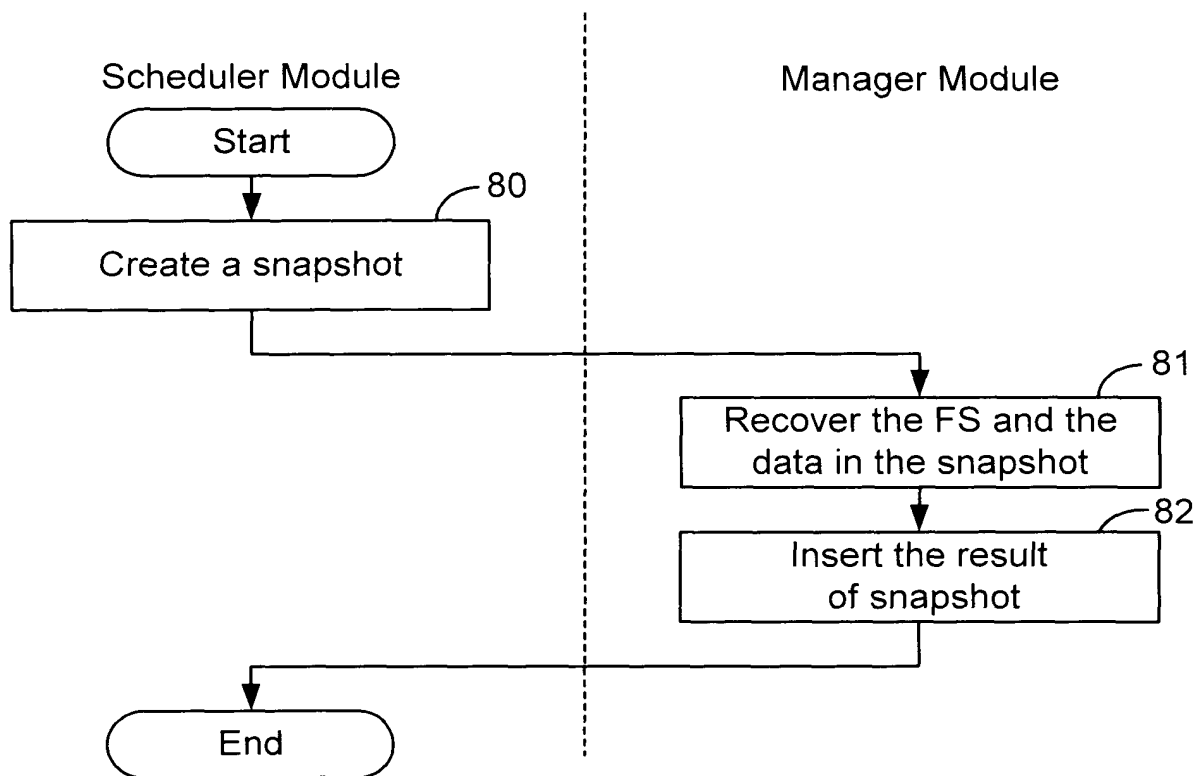 Scheduler Module
Manager Module
Start
80
Create a snapshot
81
Recover the FS and the
data in the snapshot
82
Insert the result
of snapshot
End